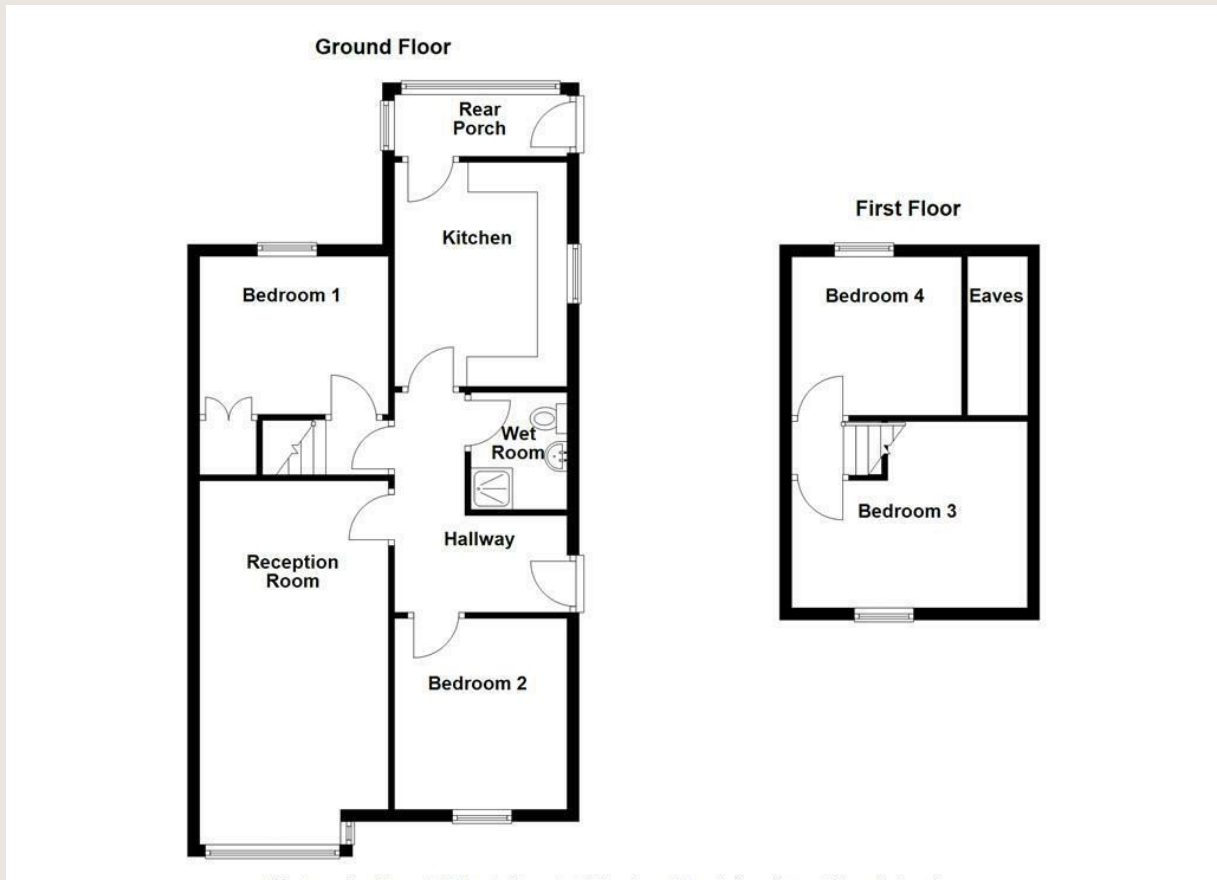 Ground Floor
Rear
Porch
Kitchen
Bedroom 1
Wet
Room
Hallway
Reception
Room
Bedroom 2
First Floor
Bedroom 4
Eaves
Bedroom 3